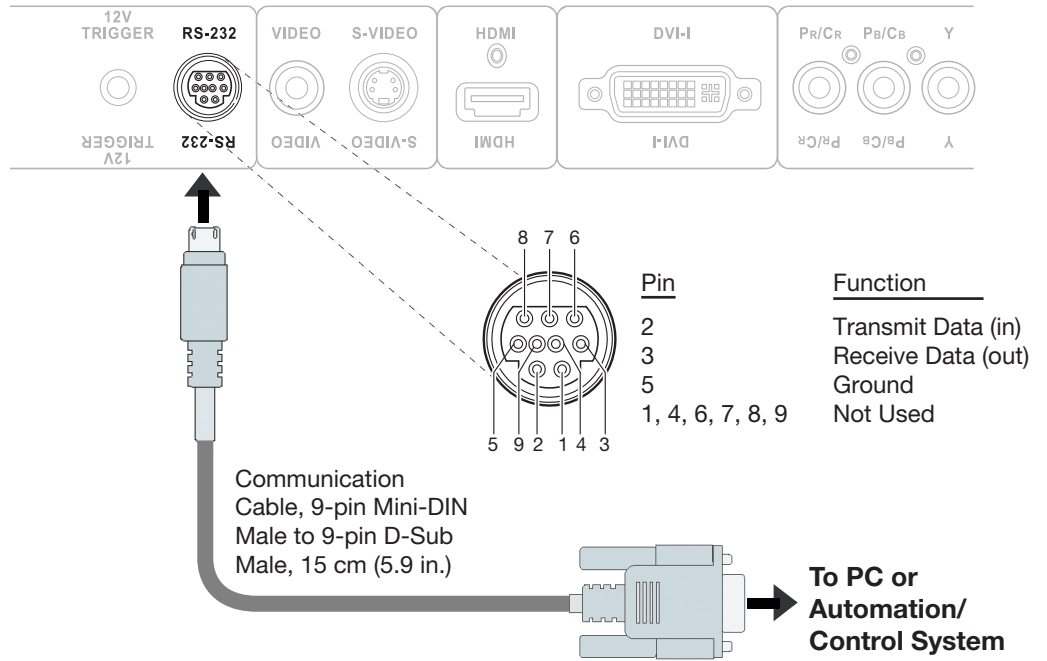 12V
TRIGGER
RS-232
VIDEO
S-VIDEO
HDMI
DVI-I
PR/CR
PB/CB
Y
12V
TRIGGER
RS-232
VIDEO
S-VIDEO
HDMI
DVI-I
PR/CR
PB/CB
Y
8 7 6
5 9 2 1 4 3
Pin Function
2 Transmit Data (in)
3 Receive Data (out)
5 Ground
1, 4, 6, 7, 8, 9 Not Used
Communication
Cable, 9-pin Mini-DIN
Male to 9-pin D-Sub
Male, 15 cm (5.9 in.)
To PC or
Automation/
Control System